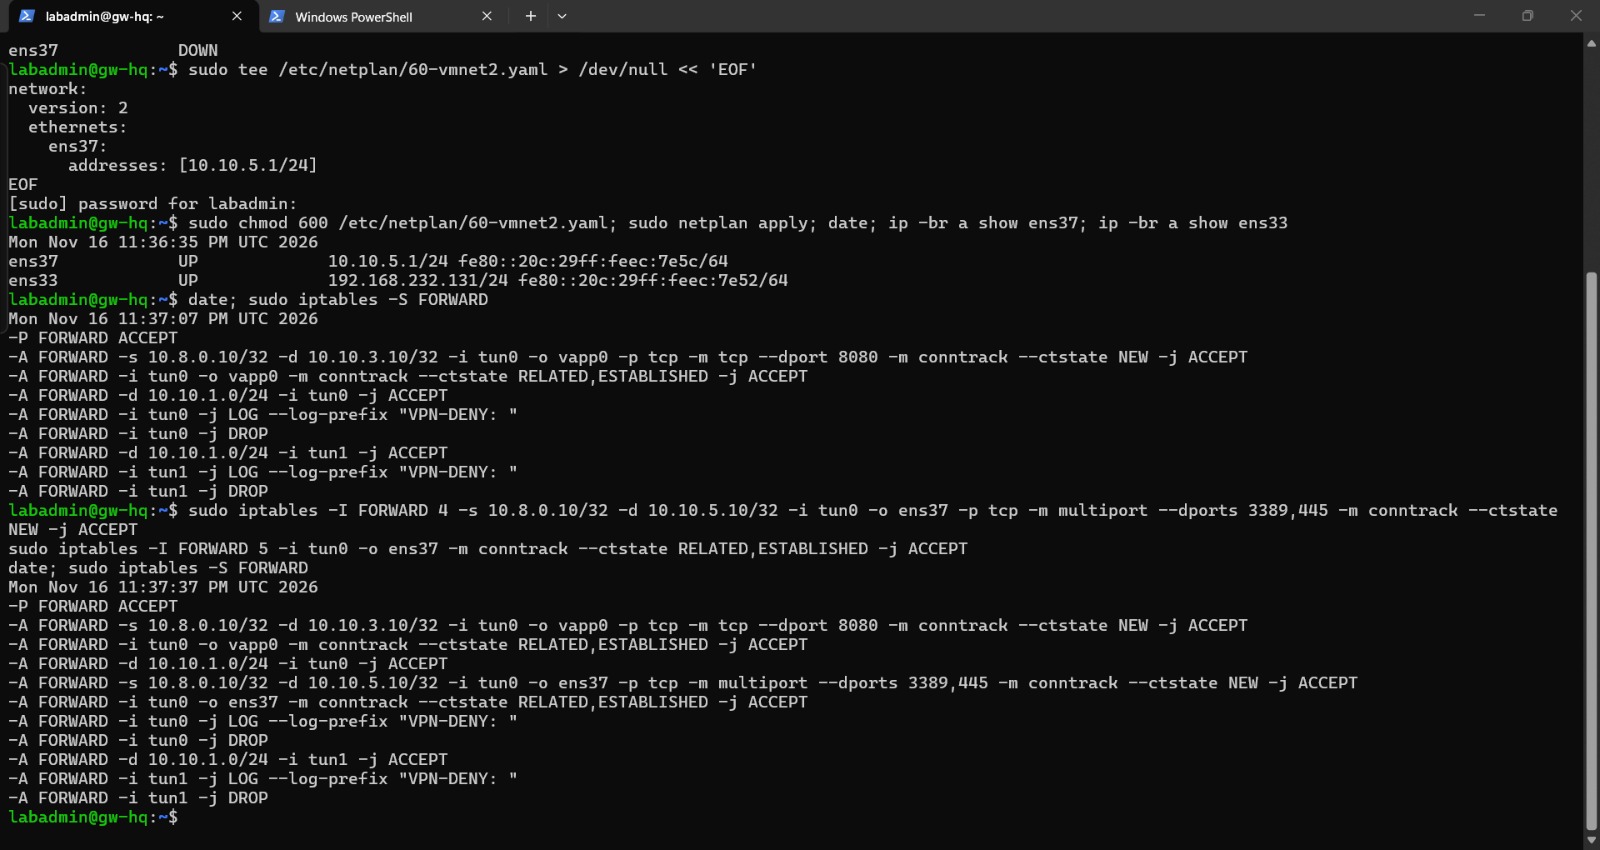 labadmin@gw-hq: ~
Windows PowerShell
ens37            DOWN
labadmin@gw-hq:~$ sudo tee /etc/netplan/60-vmnet2.yaml > /dev/null << 'EOF'
network:
  version: 2
  ethernets:
    ens37:
      addresses: [10.10.5.1/24]
EOF
[sudo] password for labadmin:
labadmin@gw-hq:~$ sudo chmod 600 /etc/netplan/60-vmnet2.yaml; sudo netplan apply; date; ip -br a show ens37; ip -br a show ens33
Mon Nov 16 11:36:35 PM UTC 2026
ens37            UP             10.10.5.1/24 fe80::20c:29ff:feec:7e5c/64
ens33            UP             192.168.232.131/24 fe80::20c:29ff:feec:7e52/64
labadmin@gw-hq:~$ date; sudo iptables -S FORWARD
Mon Nov 16 11:37:07 PM UTC 2026
-P FORWARD ACCEPT
-A FORWARD -s 10.8.0.10/32 -d 10.10.3.10/32 -i tun0 -o vapp0 -p tcp -m tcp --dport 8080 -m conntrack --ctstate NEW -j ACCEPT
-A FORWARD -i tun0 -o vapp0 -m conntrack --ctstate RELATED,ESTABLISHED -j ACCEPT
-A FORWARD -d 10.10.1.0/24 -i tun0 -j ACCEPT
-A FORWARD -i tun0 -j LOG --log-prefix "VPN-DENY: "
-A FORWARD -i tun0 -j DROP
-A FORWARD -d 10.10.1.0/24 -i tun1 -j ACCEPT
-A FORWARD -i tun1 -j LOG --log-prefix "VPN-DENY: "
-A FORWARD -i tun1 -j DROP
labadmin@gw-hq:~$ sudo iptables -I FORWARD 4 -s 10.8.0.10/32 -d 10.10.5.10/32 -i tun0 -o ens37 -p tcp -m multiport --dports 3389,445 -m conntrack --ctstate
NEW -j ACCEPT
sudo iptables -I FORWARD 5 -i tun0 -o ens37 -m conntrack --ctstate RELATED,ESTABLISHED -j ACCEPT
date; sudo iptables -S FORWARD
Mon Nov 16 11:37:37 PM UTC 2026
-P FORWARD ACCEPT
-A FORWARD -s 10.8.0.10/32 -d 10.10.3.10/32 -i tun0 -o vapp0 -p tcp -m tcp --dport 8080 -m conntrack --ctstate NEW -j ACCEPT
-A FORWARD -i tun0 -o vapp0 -m conntrack --ctstate RELATED,ESTABLISHED -j ACCEPT
-A FORWARD -d 10.10.1.0/24 -i tun0 -j ACCEPT
-A FORWARD -s 10.8.0.10/32 -d 10.10.5.10/32 -i tun0 -o ens37 -p tcp -m multiport --dports 3389,445 -m conntrack --ctstate NEW -j ACCEPT
-A FORWARD -i tun0 -o ens37 -m conntrack --ctstate RELATED,ESTABLISHED -j ACCEPT
-A FORWARD -i tun0 -j LOG --log-prefix "VPN-DENY: "
-A FORWARD -i tun0 -j DROP
-A FORWARD -d 10.10.1.0/24 -i tun1 -j ACCEPT
-A FORWARD -i tun1 -j LOG --log-prefix "VPN-DENY: "
-A FORWARD -i tun1 -j DROP
labadmin@gw-hq:~$